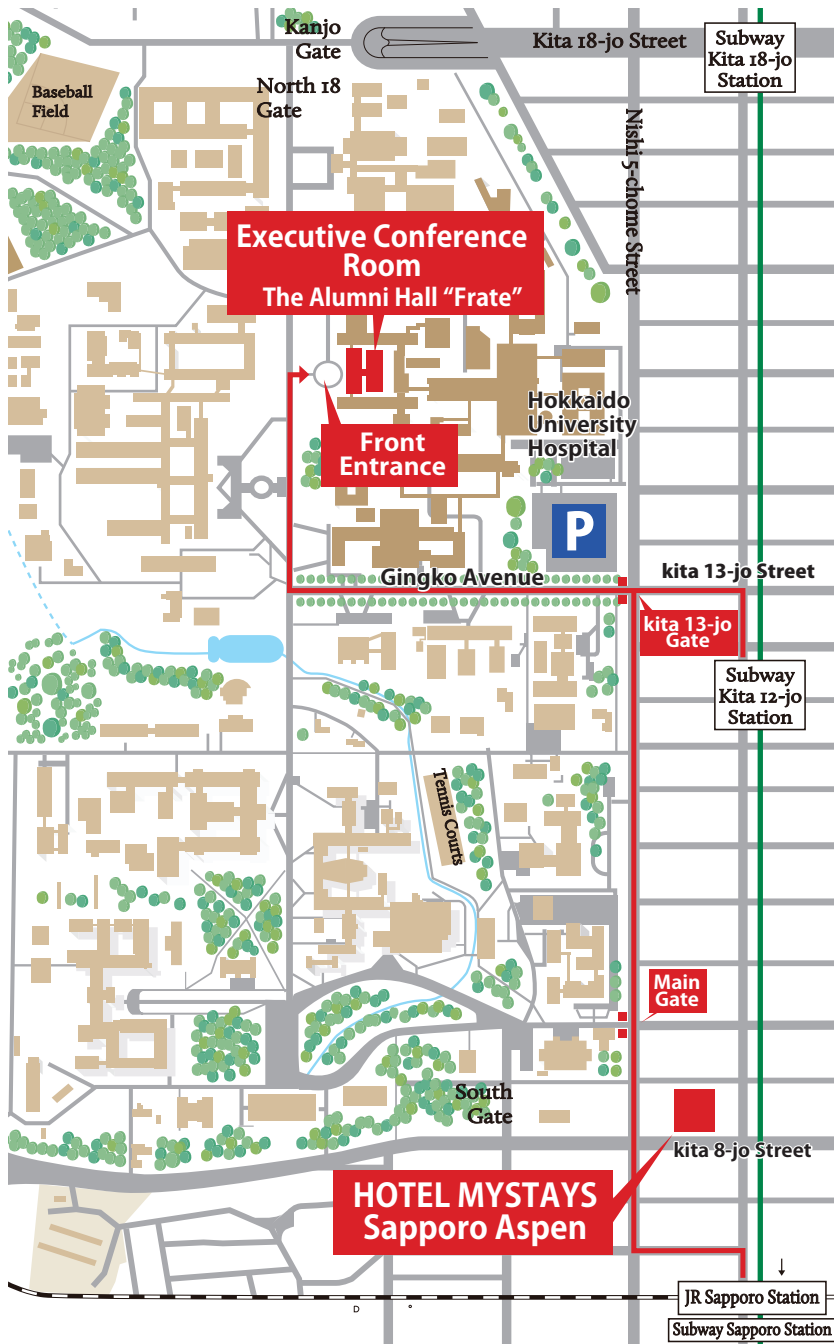 Kanjo
Gate
Kita 18-jo Street
Subway
Kita 18-jo
Station
Baseball
Field
North 18
Gate
Nishi 5-chome Street
Executive Conference
Room
The Alumni Hall “Frate”
Front
Entrance
Hokkaido
University
Hospital
P
Gingko Avenue
kita 13-jo Street
kita 13-jo
Gate
Subway
Kita 12-jo
Station
Tennis Courts
Main
Gate
South
Gate
kita 8-jo Street
HOTEL MYSTAYS
Sapporo Aspen
↓
JR Sapporo Station
Subway Sapporo Station
D °